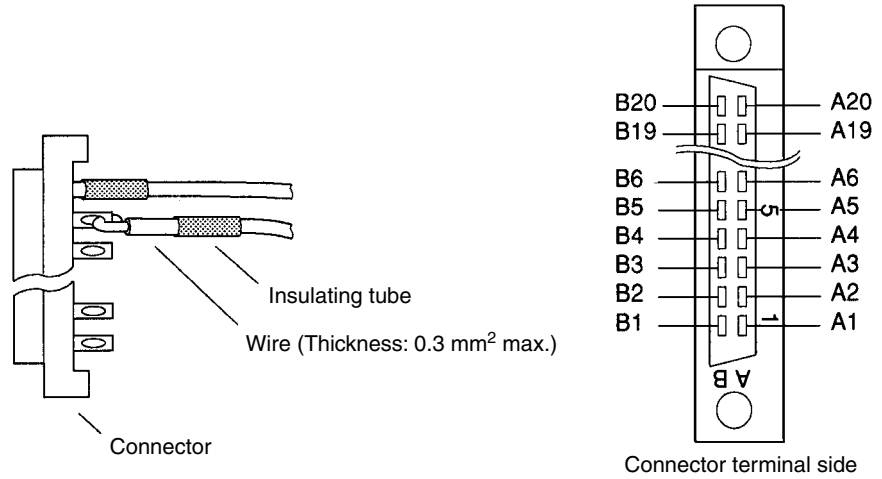 Insulating tube
Wire (Thickness: 0.3 mm² max.)
Connector
B20 A20
B19 A19
B6 A6
B5 5 A5
B4 A4
B3 A3
B2 A2
B1 1 A1
B A
Connector terminal side